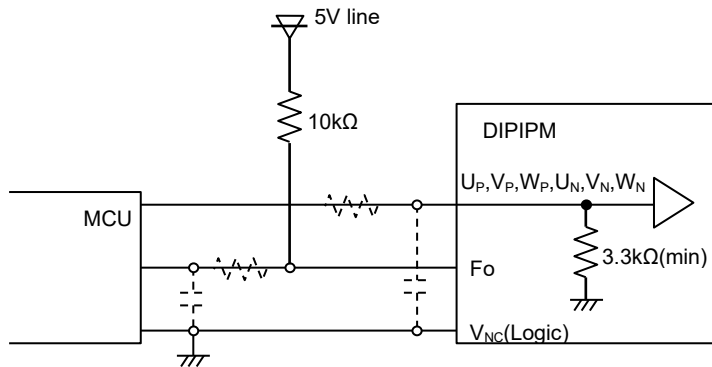 5V line
10kΩ
DIPIPM
U_P,V_P,W_P,U_N,V_N,W_N
MCU
3.3kΩ(min)
Fo
V_NC(Logic)